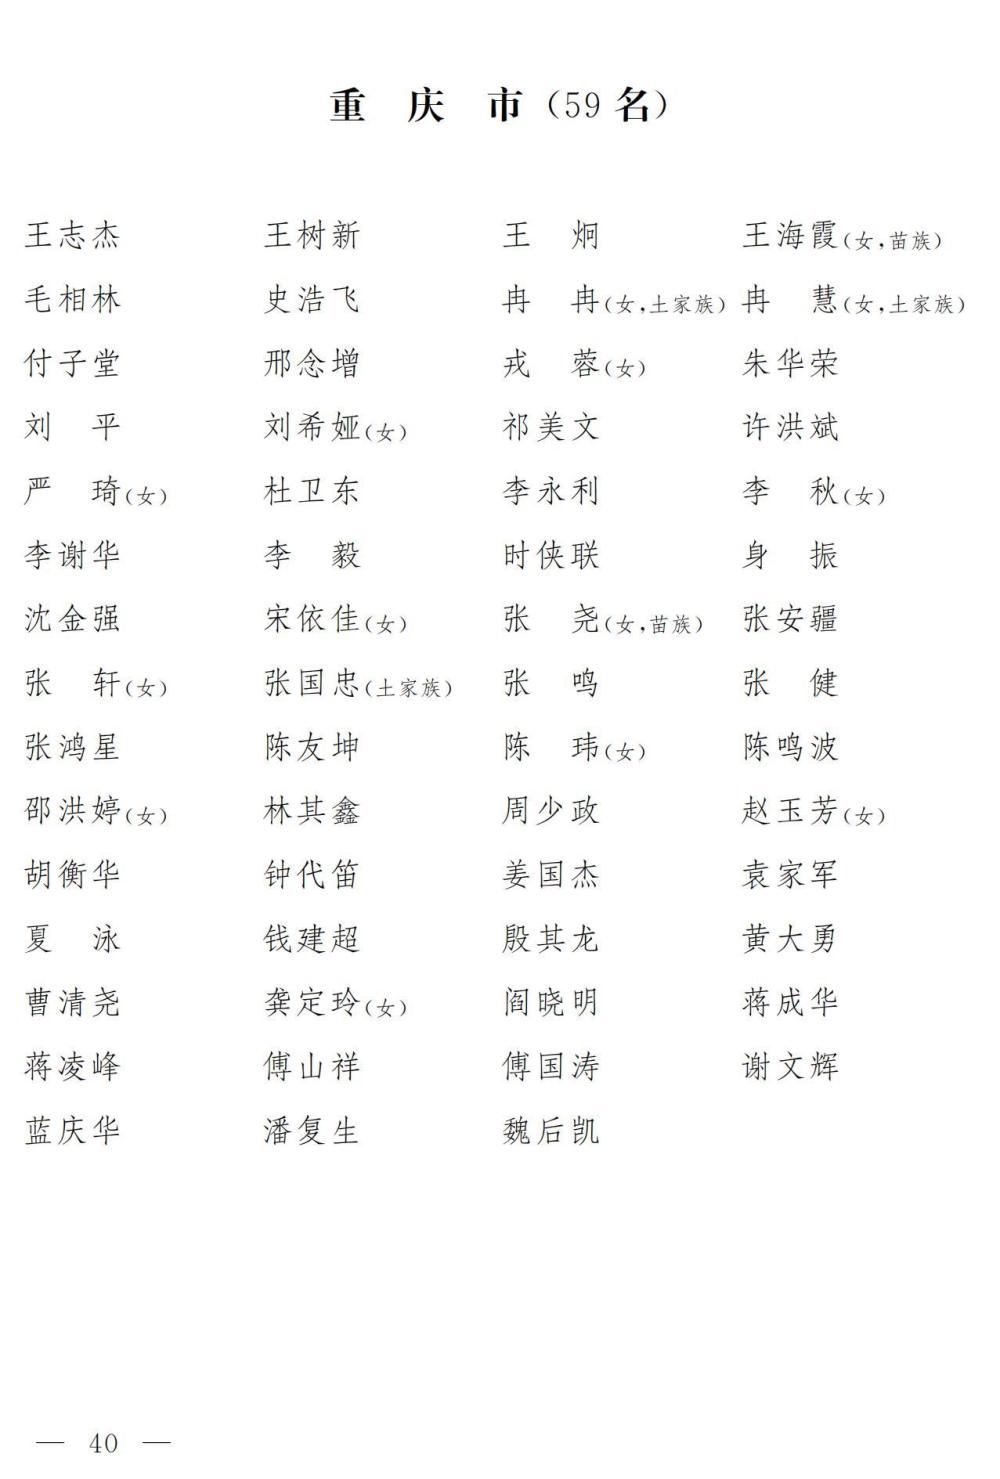 重　庆　市（59名）
王志杰　王树新　王　炯　王海霞（女，苗族）
毛相林　史浩飞　冉　冉（女，土家族）　冉　慧（女，土家族）
付子堂　邢念增　戎　蓉（女）　朱华荣
刘　平　刘希娅（女）　祁美文　许洪斌
严　琦（女）　杜卫东　李永利　李　秋（女）
李谢华　李　毅　时侠联　身　振
沈金强　宋依佳（女）　张　尧（女，苗族）　张安疆
张　轩（女）　张国忠（土家族）　张　鸣　张　健
张鸿星　陈友坤　陈　玮（女）　陈鸣波
邵洪婷（女）　林其鑫　周少政　赵玉芳（女）
胡衡华　钟代笛　姜国杰　袁家军
夏　泳　钱建超　殷其龙　黄大勇
曹清尧　龚定玲（女）　阎晓明　蒋成华
蒋凌峰　傅山祥　傅国涛　谢文辉
蓝庆华　潘复生　魏后凯
— 40 —